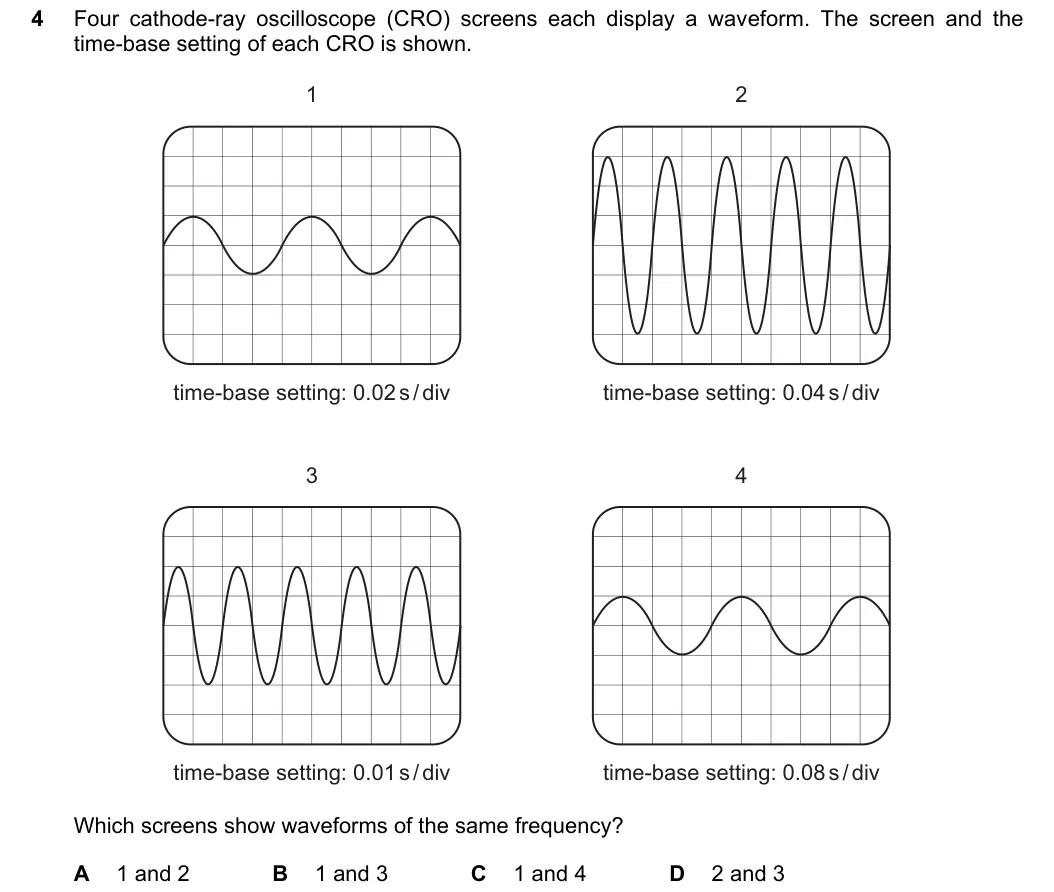 4 Four cathode-ray oscilloscope (CRO) screens each display a waveform. The screen and the
time-base setting of each CRO is shown.
1
2
time-base setting: 0.02 s / div
time-base setting: 0.04 s / div
3
4
time-base setting: 0.01 s / div
time-base setting: 0.08 s / div
Which screens show waveforms of the same frequency?
A 1 and 2 B 1 and 3 C 1 and 4 D 2 and 3